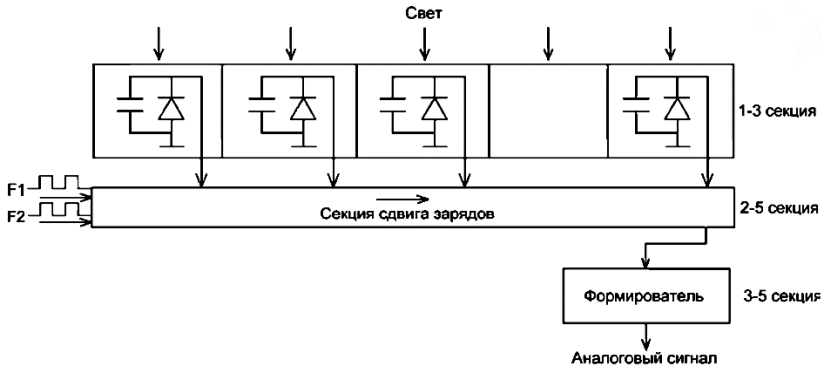 Свет
1-3 секция
F1
F2
Секция сдвига зарядов
2-5 секция
Формирователь
3-5 секция
Аналоговый сигнал